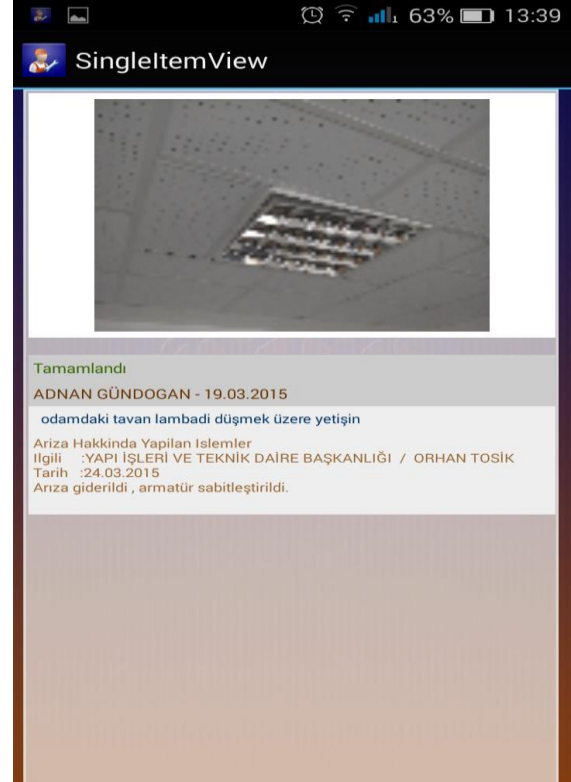 63% 13:39
SingleItemView
Tamamlandı
ADNAN GÜNDOGAN - 19.03.2015
odamdaki tavan lambadi düşmek üzere yetişin
Ariza Hakkinda Yapilan Islemler
Ilgili :YAPI İŞLERİ VE TEKNİK DAİRE BAŞKANLIĞI / ORHAN TOSİK
Tarih :24.03.2015
Arıza giderildi , armatür sabitleştirildi.